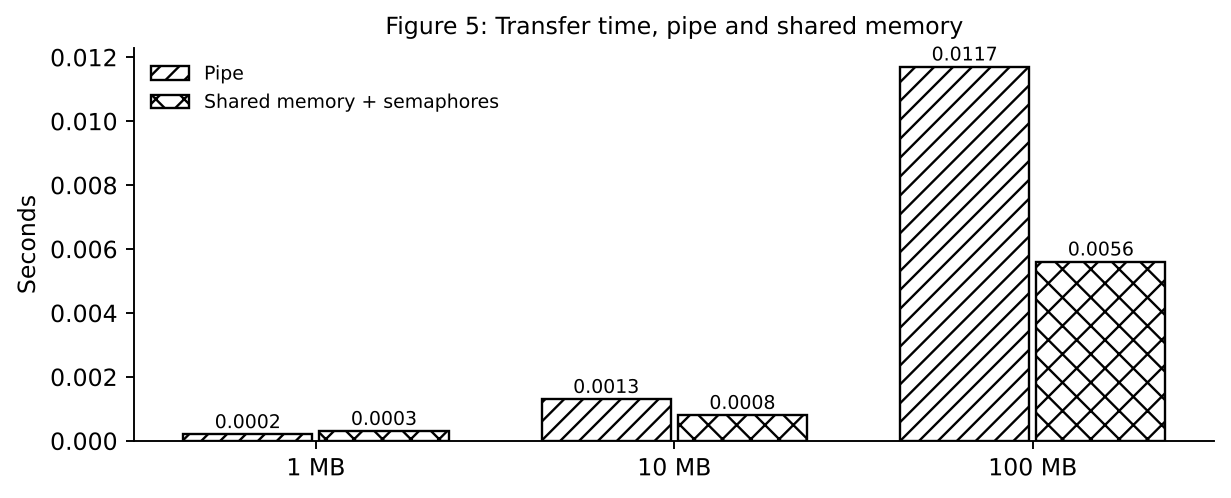 Figure 5: Transfer time, pipe and shared memory
Pipe
Shared memory + semaphores
Seconds
0.012
0.010
0.008
0.006
0.004
0.002
0.000
0.0002
0.0003
0.0013
0.0008
0.0117
0.0056
1 MB
10 MB
100 MB